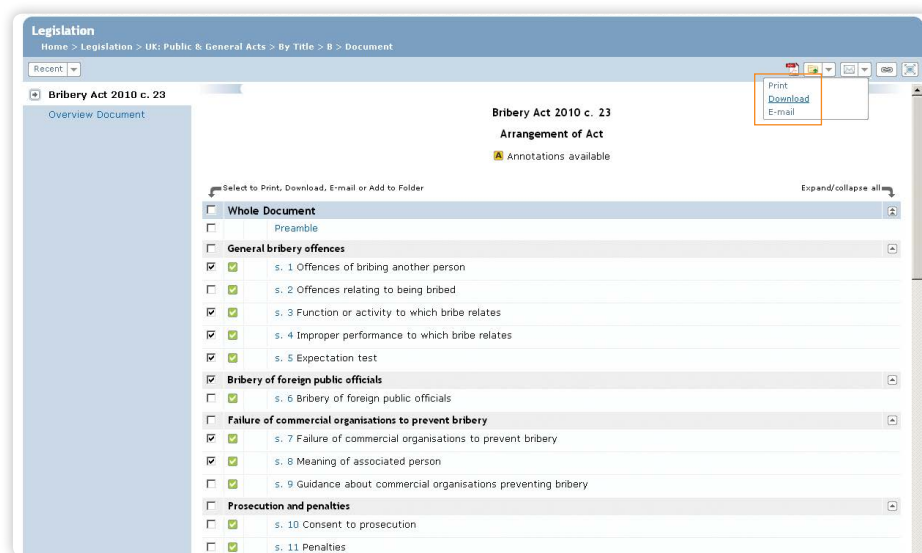 Legislation
Home > Legislation > UK: Public & General Acts > By Title > B > Document
Recent
Bribery Act 2010 c. 23
Overview Document
Print
Download
E-mail
Bribery Act 2010 c. 23
Arrangement of Act
A Annotations available
Select to Print, Download, E-mail or Add to Folder
Expand/collapse all
Whole Document
Preamble
General bribery offences
s. 1 Offences of bribing another person
s. 2 Offences relating to being bribed
s. 3 Function or activity to which bribe relates
s. 4 Improper performance to which bribe relates
s. 5 Expectation test
Bribery of foreign public officials
s. 6 Bribery of foreign public officials
Failure of commercial organisations to prevent bribery
s. 7 Failure of commercial organisations to prevent bribery
s. 8 Meaning of associated person
s. 9 Guidance about commercial organisations preventing bribery
Prosecution and penalties
s. 10 Consent to prosecution
s. 11 Penalties